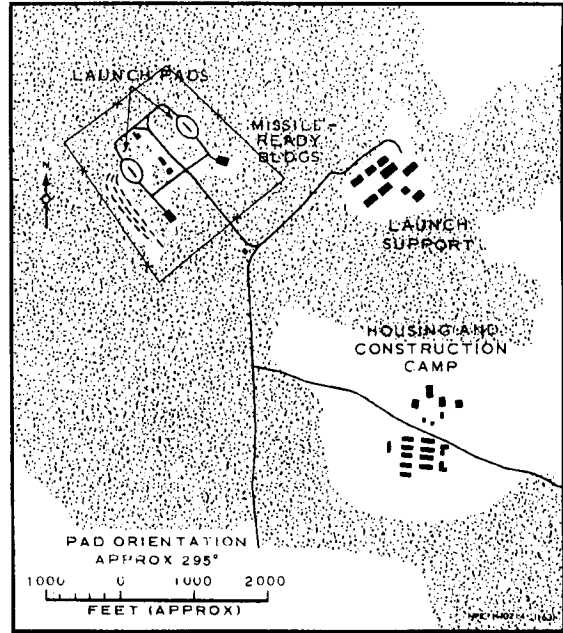 LAUNCH PADS
MISSILE-
READY
BLDGS
N
LAUNCH
SUPPORT
HOUSING AND
CONSTRUCTION
CAMP
PAD ORIENTATION
APPROX 295°
1000 0 1000 2000
FEET (APPROX)